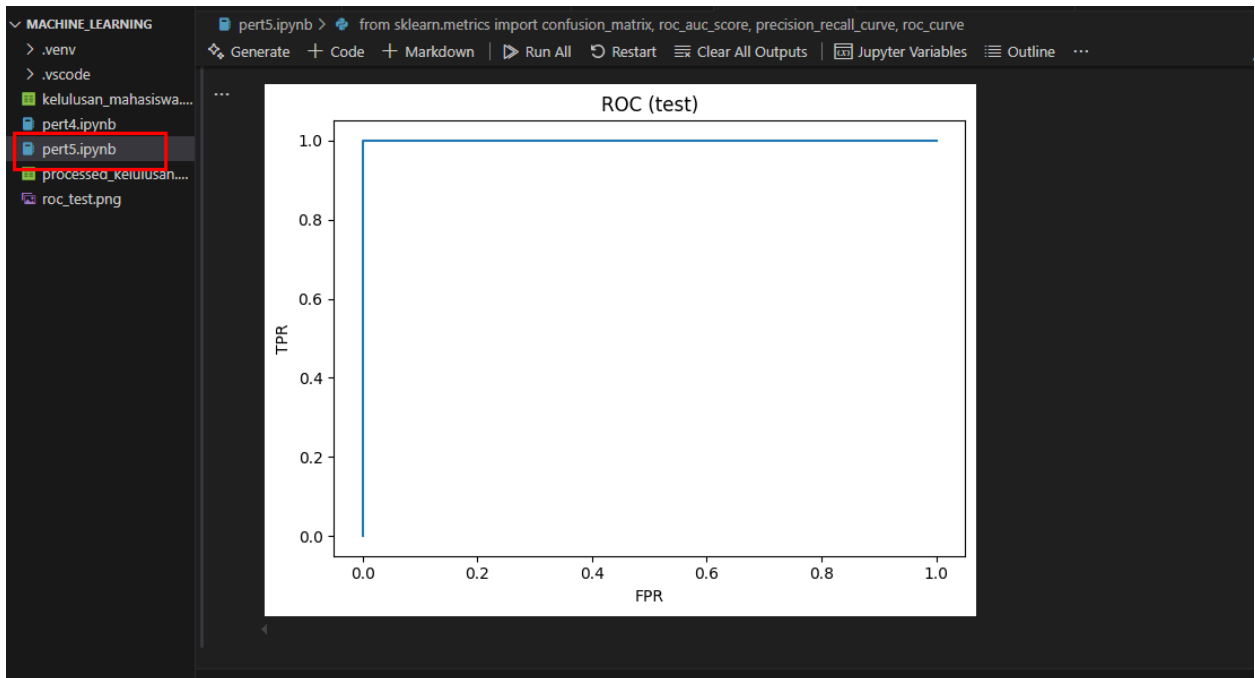 MACHINE_LEARNING
.venv
.vscode
kelulusan_mahasiswa....
pert4.ipynb
pert5.ipynb
processed_kelulusan....
roc_test.png
pert5.ipynb > from sklearn.metrics import confusion_matrix, roc_auc_score, precision_recall_curve, roc_curve
Generate + Code + Markdown | Run All Restart Clear All Outputs | Jupyter Variables Outline ...
...
ROC (test)
1.0
0.8
0.6
0.4
0.2
0.0
TPR
0.0 0.2 0.4 0.6 0.8 1.0
FPR